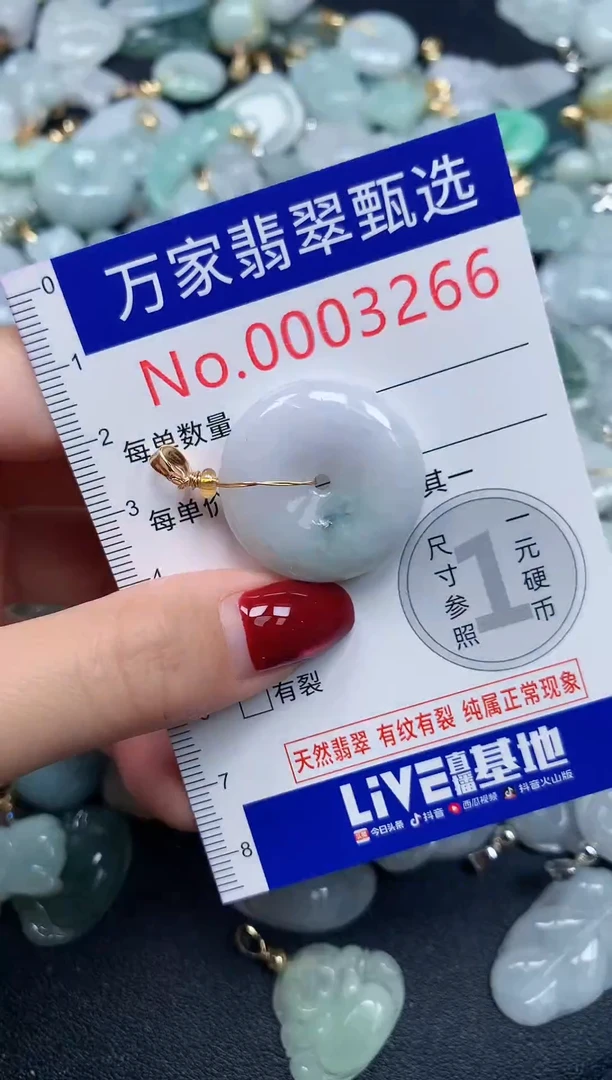 万家翡翠甄选
No.0003266
每单数量
每单价
其一
一元硬币
1
尺寸参照
有裂
天然翡翠 有纹有裂 纯属正常现象
LiVE直播基地
今日头条 抖音 西瓜视频 抖音火山版
0
1
2
3
4
7
8